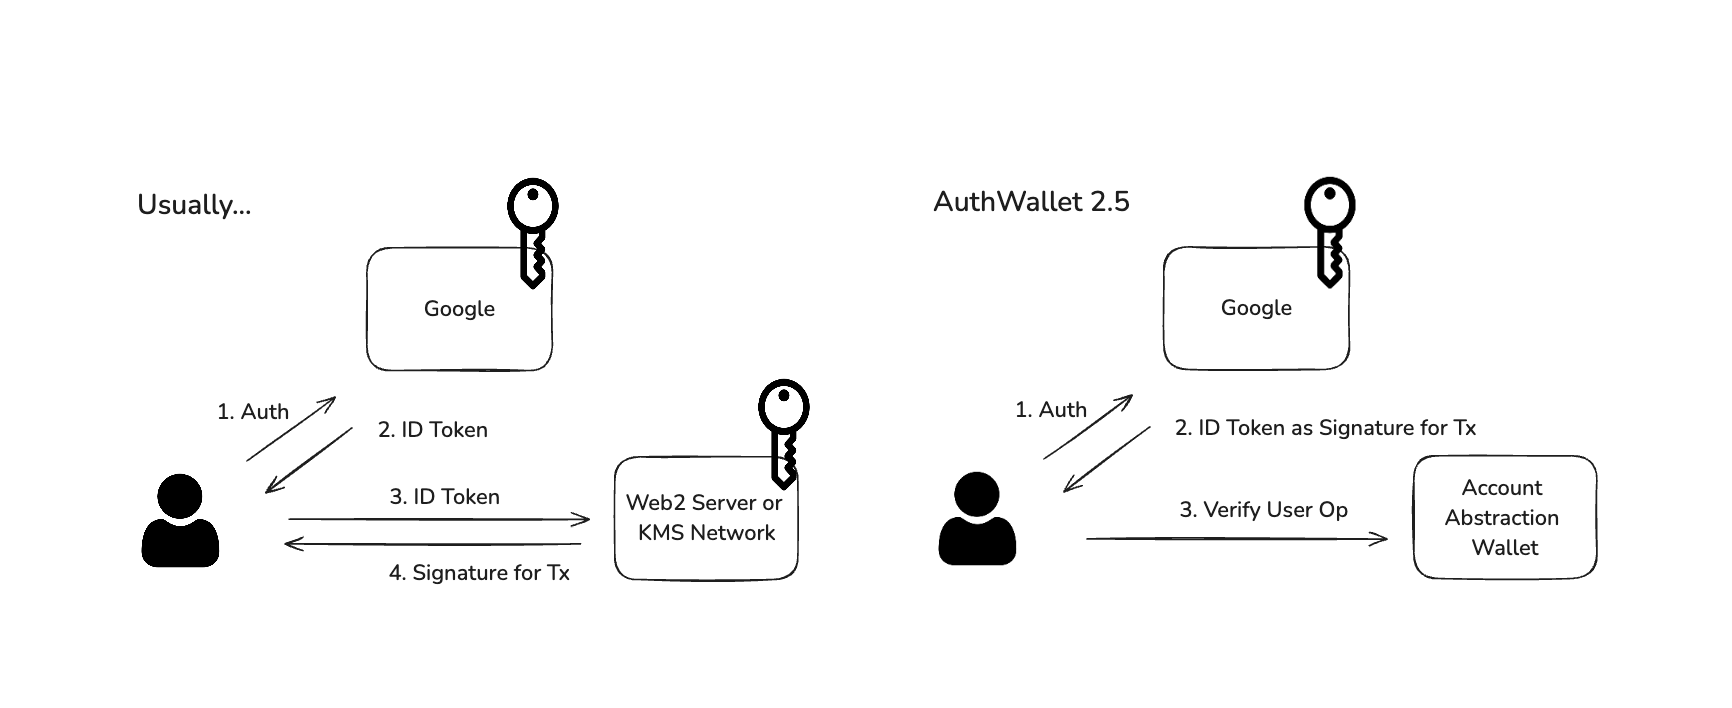 Usually...
Google
1. Auth
2. ID Token
3. ID Token
Web2 Server or
KMS Network
4. Signature for Tx
AuthWallet 2.5
Google
1. Auth
2. ID Token as Signature for Tx
3. Verify User Op
Account
Abstraction
Wallet